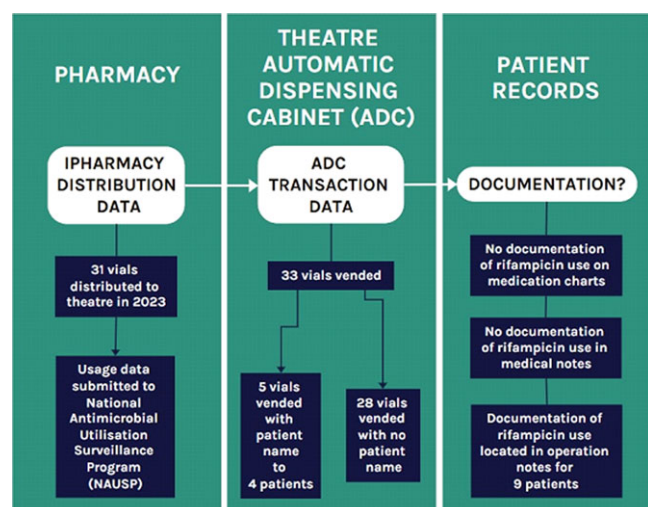 PHARMACY
IPHARMACY
DISTRIBUTION
DATA
31 vials
distributed to
theatre in 2023
Usage data
submitted to
National
Antimicrobial
Utilisation
Surveillance
Program
(NAUSP)
THEATRE
AUTOMATIC
DISPENSING
CABINET (ADC)
ADC
TRANSACTION
DATA
33 vials vended
5 vials
vended with
patient
name to
4 patients
28 vials
vended with no
patient name
PATIENT
RECORDS
DOCUMENTATION?
No documentation
of rifampicin use on
medication charts
No documentation
of rifampicin use in
medical notes
Documentation of
rifampicin use
located in operation
notes for
9 patients